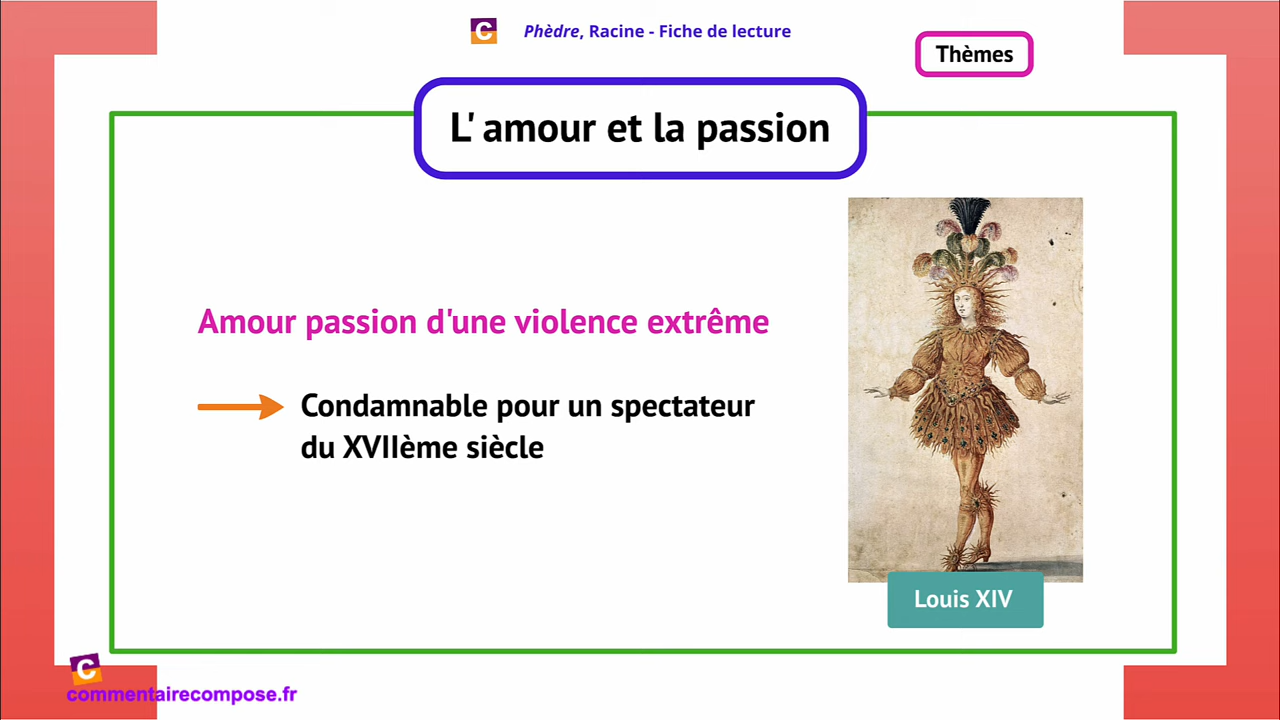 C
Phèdre, Racine - Fiche de lecture
Thèmes
L' amour et la passion
Amour passion d'une violence extrême
Condamnable pour un spectateur
du XVIIème siècle
Louis XIV
C
commentairecompose.fr